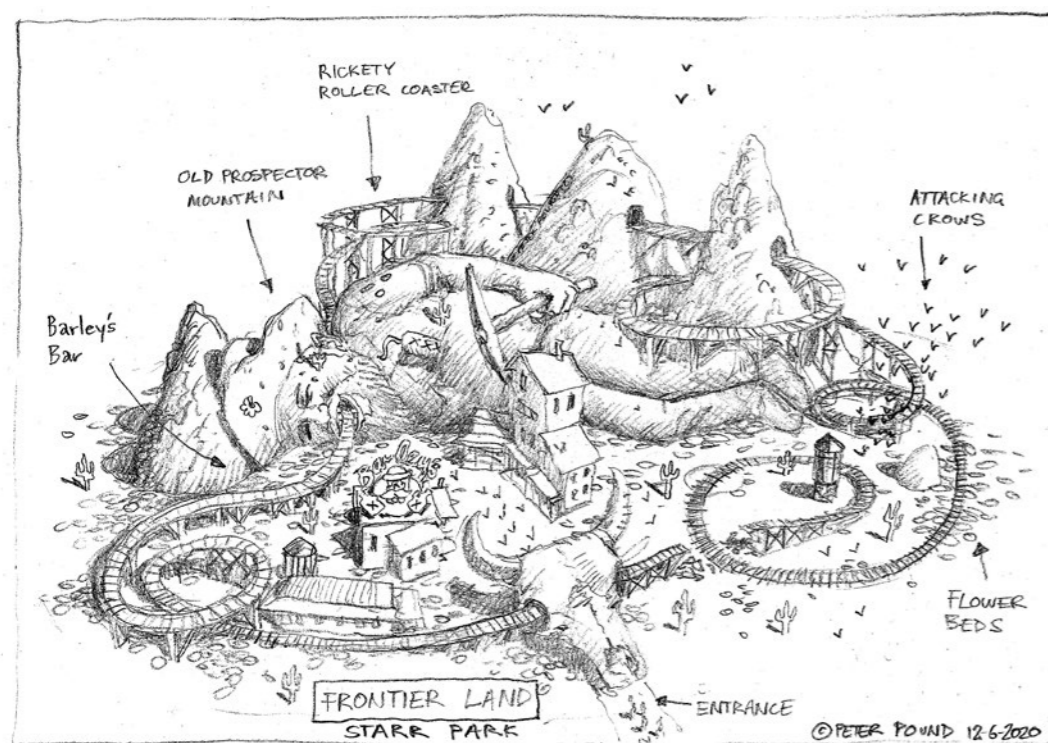 RICKETY
ROLLER COASTER
OLD PROSPECTOR
MOUNTAIN
ATTACKING
CROWS
Barley's
Bar
Barleys
FLOWER
BEDS
FRONTIER LAND
STARR PARK
ENTRANCE
©PETER POUND 12-6-2020